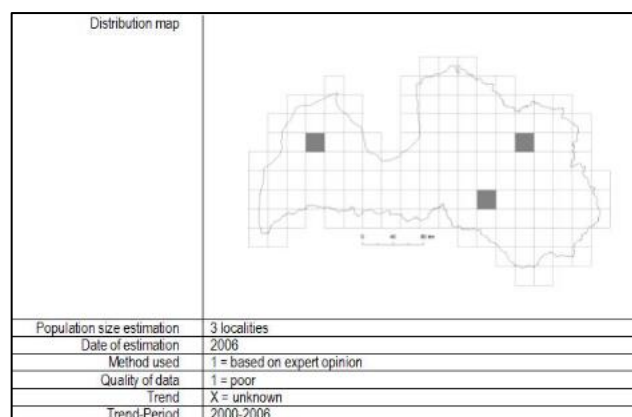 Distribution map
Population size estimation 3 localities
Date of estimation 2006
Method used 1 = based on expert opinion
Quality of data 1 = poor
Trend X = unknown
Trend-Period 2000-2006